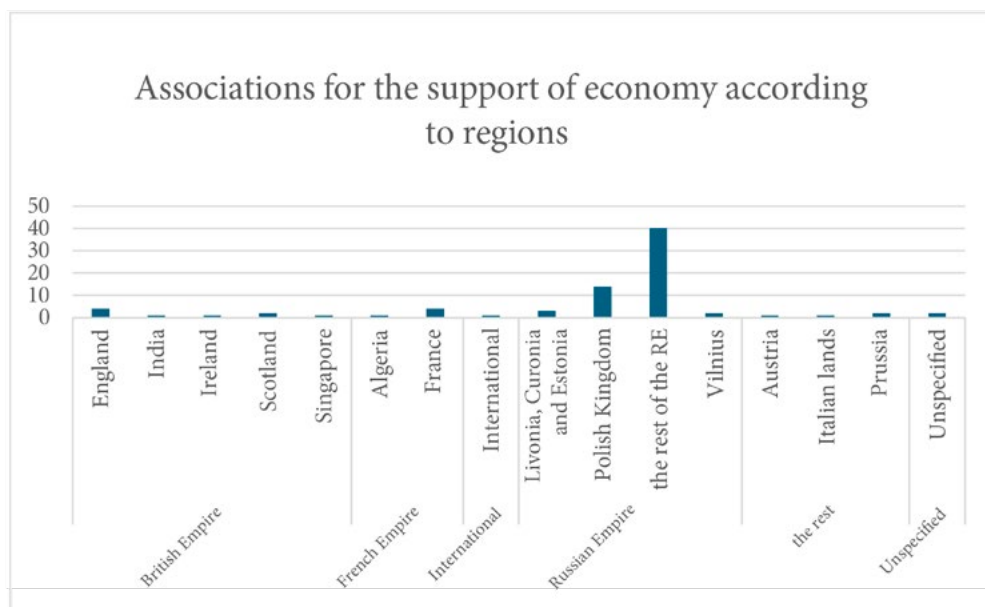 Associations for the support of economy according
to regions
50
40
30
20
10
0
England
India
Ireland
Scotland
Singapore
Algeria
France
International
Livonia, Curonia
and Estonia
Polish Kingdom
the rest of the RE
Vilnius
Austria
Italian lands
Prussia
Unspecified
British Empire
French Empire
International
Russian Empire
the rest
Unspecified